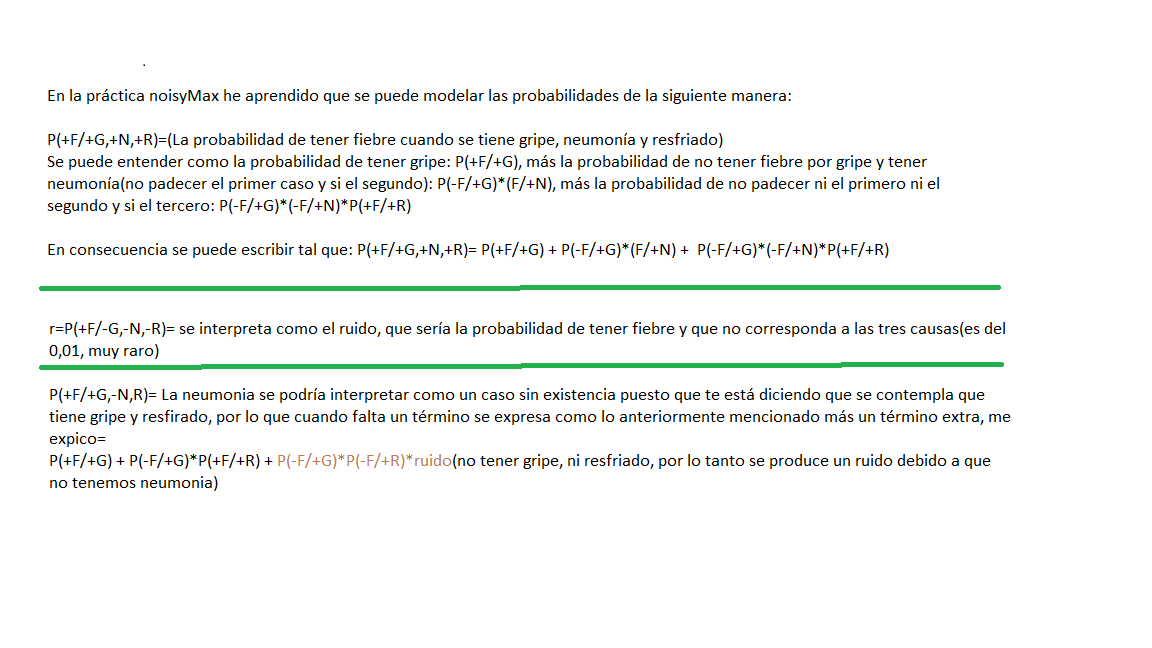 .
En la práctica noisyMax he aprendido que se puede modelar las probabilidades de la siguiente manera:
P(+F/+G,+N,+R)=(La probabilidad de tener fiebre cuando se tiene gripe, neumonía y resfriado)
Se puede entender como la probabilidad de tener gripe: P(+F/+G), más la probabilidad de no tener fiebre por gripe y tener
neumonía(no padecer el primer caso y si el segundo): P(-F/+G)*(F/+N), más la probabilidad de no padecer ni el primero ni el
segundo y si el tercero: P(-F/+G)*(-F/+N)*P(+F/+R)
En consecuencia se puede escribir tal que: P(+F/+G,+N,+R)= P(+F/+G) + P(-F/+G)*(F/+N) +  P(-F/+G)*(-F/+N)*P(+F/+R)
r=P(+F/-G,-N,-R)= se interpreta como el ruido, que sería la probabilidad de tener fiebre y que no corresponda a las tres causas(es del
0,01, muy raro)
P(+F/+G,-N,R)= La neumonia se podría interpretar como un caso sin existencia puesto que te está diciendo que se contempla que
tiene gripe y resfirado, por lo que cuando falta un término se expresa como lo anteriormente mencionado más un término extra, me
expico=
P(+F/+G) + P(-F/+G)*P(+F/+R) + P(-F/+G)*P(-F/+R)*ruido(no tener gripe, ni resfriado, por lo tanto se produce un ruido debido a que
no tenemos neumonia)